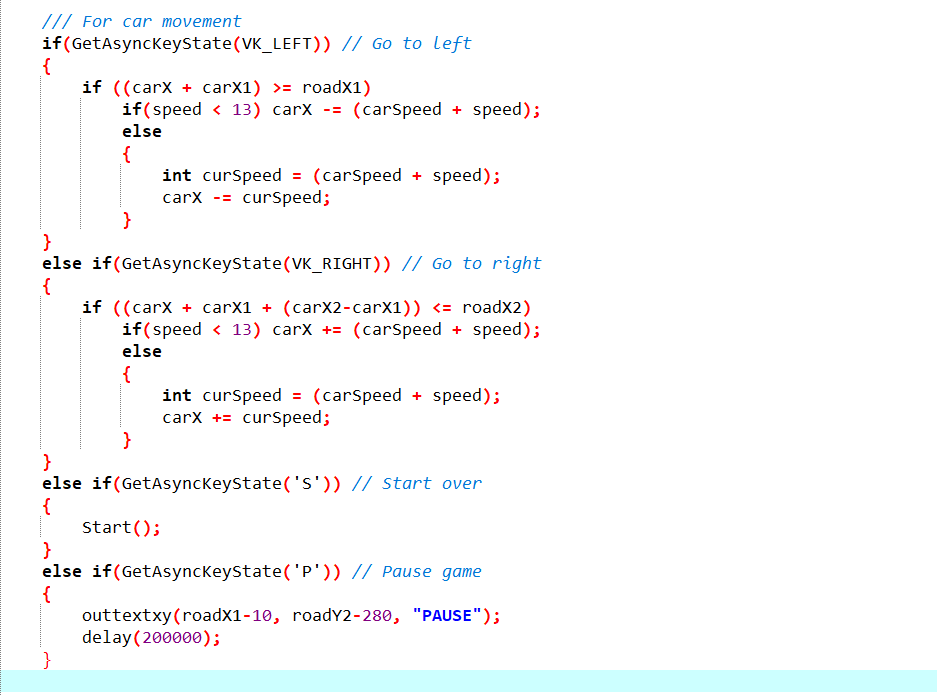 /// For car movement
if(GetAsyncKeyState(VK_LEFT)) // Go to left
{
    if ((carX + carX1) >= roadX1)
        if(speed < 13) carX -= (carSpeed + speed);
        else
        {
            int curSpeed = (carSpeed + speed);
            carX -= curSpeed;
        }
}
else if(GetAsyncKeyState(VK_RIGHT)) // Go to right
{
    if ((carX + carX1 + (carX2-carX1)) <= roadX2)
        if(speed < 13) carX += (carSpeed + speed);
        else
        {
            int curSpeed = (carSpeed + speed);
            carX += curSpeed;
        }
}
else if(GetAsyncKeyState('S')) // Start over
{
    Start();
}
else if(GetAsyncKeyState('P')) // Pause game
{
    outtextxy(roadX1-10, roadY2-280, "PAUSE");
    delay(200000);
}